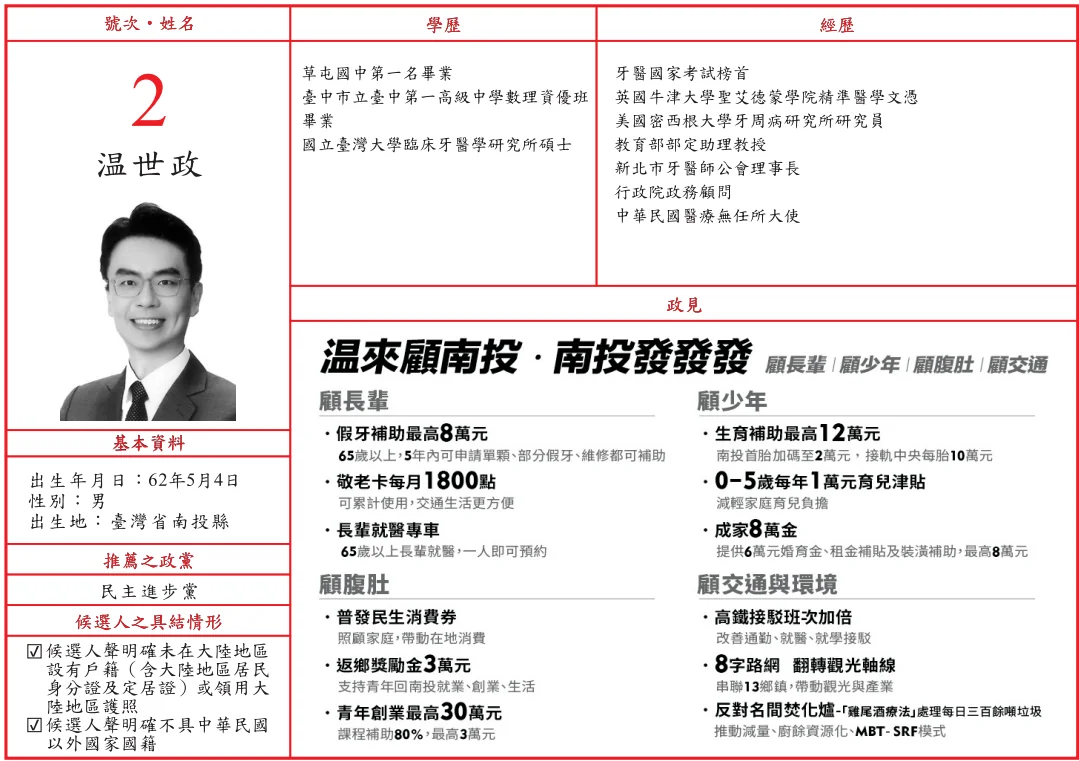 號次・姓名
2
温世政
基本資料
出生年月日：62年5月4日
性別：男
出生地：臺灣省南投縣
推薦之政黨
民主進步黨
候選人之具結情形
☑候選人聲明確未在大陸地區
設有戶籍（含大陸地區居民
身分證及定居證）或領用大
陸地區護照
☑候選人聲明確不具中華民國
以外國家國籍
學歷
草屯國中第一名畢業
臺中市立臺中第一高級中學數理資優班
畢業
國立臺灣大學臨床牙醫學研究所碩士
經歷
牙醫國家考試榜首
英國牛津大學聖艾德蒙學院精準醫學文憑
美國密西根大學牙周病研究所研究員
教育部部定助理教授
新北市牙醫師公會理事長
行政院政務顧問
中華民國醫療無任所大使
政見
温來顧南投・南投發發發 顧長輩|顧少年|顧腹肚|顧交通
顧長輩
・假牙補助最高8萬元
65歲以上，5年內可申請單顆、部分假牙、維修都可補助
・敬老卡每月1800點
可累計使用，交通生活更方便
・長輩就醫專車
65歲以上長輩就醫，一人即可預約
顧少年
・生育補助最高12萬元
南投首胎加碼至2萬元，接軌中央每胎10萬元
・0-5歲每年1萬元育兒津貼
減輕家庭育兒負擔
・成家8萬金
提供6萬元婚育金、租金補貼及裝潢補助，最高8萬元
顧腹肚
・普發民生消費券
照顧家庭，帶動在地消費
・返鄉獎勵金3萬元
支持青年回南投就業、創業、生活
・青年創業最高30萬元
課程補助80%，最高3萬元
顧交通與環境
・高鐵接駁班次加倍
改善通勤、就醫、就學接駁
・8字路網 翻轉觀光軸線
串聯13鄉鎮，帶動觀光與產業
・反對名間焚化爐-「雞尾酒療法」處理每日三百餘噸垃圾
推動減量、廚餘資源化、MBT- SRF模式